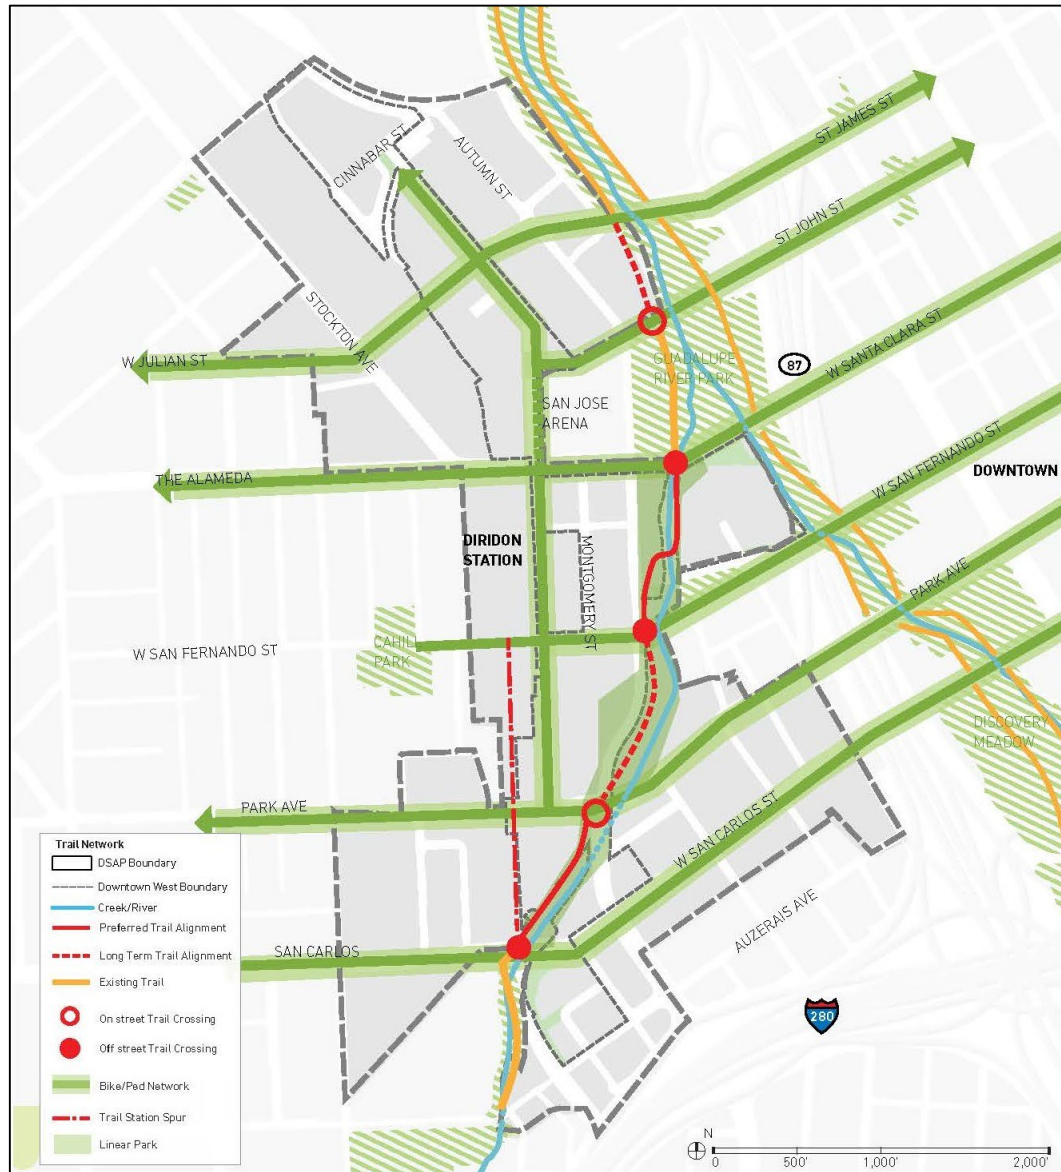 ST JAMES ST
CINNABAR ST
AUTUMN ST
ST JOHN ST
STOCKTON AVE
W SANTA CLARA ST
W JULIAN ST
GUADALUPE
RIVER PARK
87
SAN JOSE
ARENA
W SAN FERNANDO ST
THE ALAMEDA
DOWNTOWN
DIRIDON
STATION
MONTGOMERY ST
PARK AVE
CAHILL
PARK
W SAN FERNANDO ST
DISCOVERY
MEADOW
PARK AVE
W SAN CARLOS ST
AUZERAIS AVE
SAN CARLOS
280
Trail Network
DSAP Boundary
Downtown West Boundary
Creek/River
Preferred Trail Alignment
Long Term Trail Alignment
Existing Trail
On street Trail Crossing
Off street Trail Crossing
Bike/Ped Network
Trail Station Spur
Linear Park
N
0 500' 1,000' 2,000'